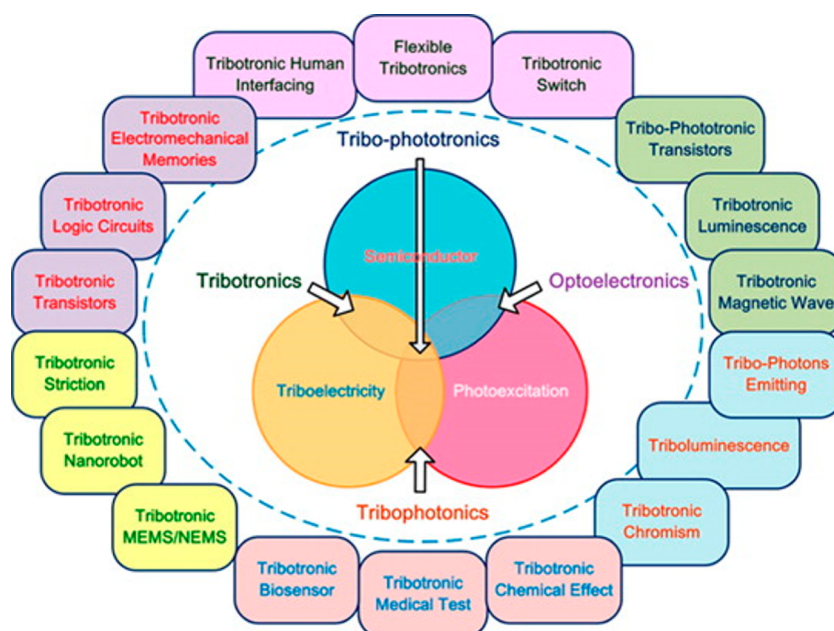 Flexible
Tribotronics
Tribotronic Human
Interfacing
Tribotronic
Switch
Tribotronic
Electromechanical
Memories
Tribo-phototronics
Tribo-Phototronic
Transistors
Tribotronic
Logic Circuits
Tribotronic
Luminescence
Semiconductor
Tribotronic
Transistors
Tribotronics
Optoelectronics
Tribotronic
Magnetic Wave
Tribotronic
Striction
Triboelectricity
Photoexcitation
Tribo-Photons
Emitting
Tribotronic
Nanorobot
Triboluminescence
Tribotronic
MEMS/NEMS
Tribophotonics
Tribotronic
Chromism
Tribotronic
Biosensor
Tribotronic
Medical Test
Tribotronic
Chemical Effect